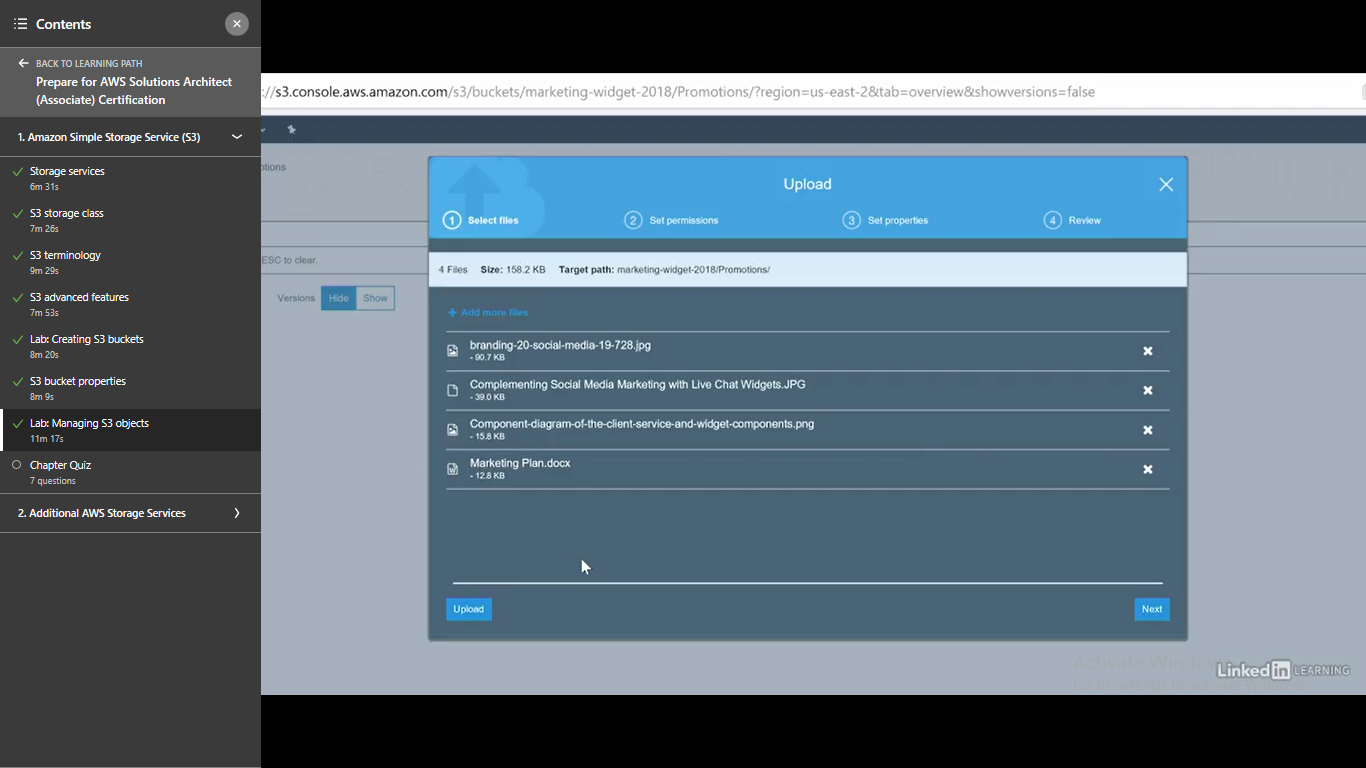 Contents
BACK TO LEARNING PATH
Prepare for AWS Solutions Architect
(Associate) Certification
1. Amazon Simple Storage Service (S3)
Storage services
6m 31s
S3 storage class
7m 26s
S3 terminology
9m 29s
S3 advanced features
7m 53s
Lab: Creating S3 buckets
8m 20s
S3 bucket properties
8m 9s
Lab: Managing S3 objects
11m 17s
Chapter Quiz
7 questions
2. Additional AWS Storage Services
://s3.console.aws.amazon.com/s3/buckets/marketing-widget-2018/Promotions/?region=us-east-2&tab=overview&showversions=false
otions
ESC to clear.
Versions Hide Show
Upload
1 Select files 2 Set permissions 3 Set properties 4 Review
4 Files Size: 158.2 KB Target path: marketing-widget-2018/Promotions/
+ Add more files
branding-20-social-media-19-728.jpg
- 90.7 KB
Complementing Social Media Marketing with Live Chat Widgets.JPG
- 39.0 KB
Component-diagram-of-the-client-service-and-widget-components.png
- 15.8 KB
Marketing Plan.docx
- 12.8 KB
Upload Next
Activate Windo
LinkedIn LEARNING